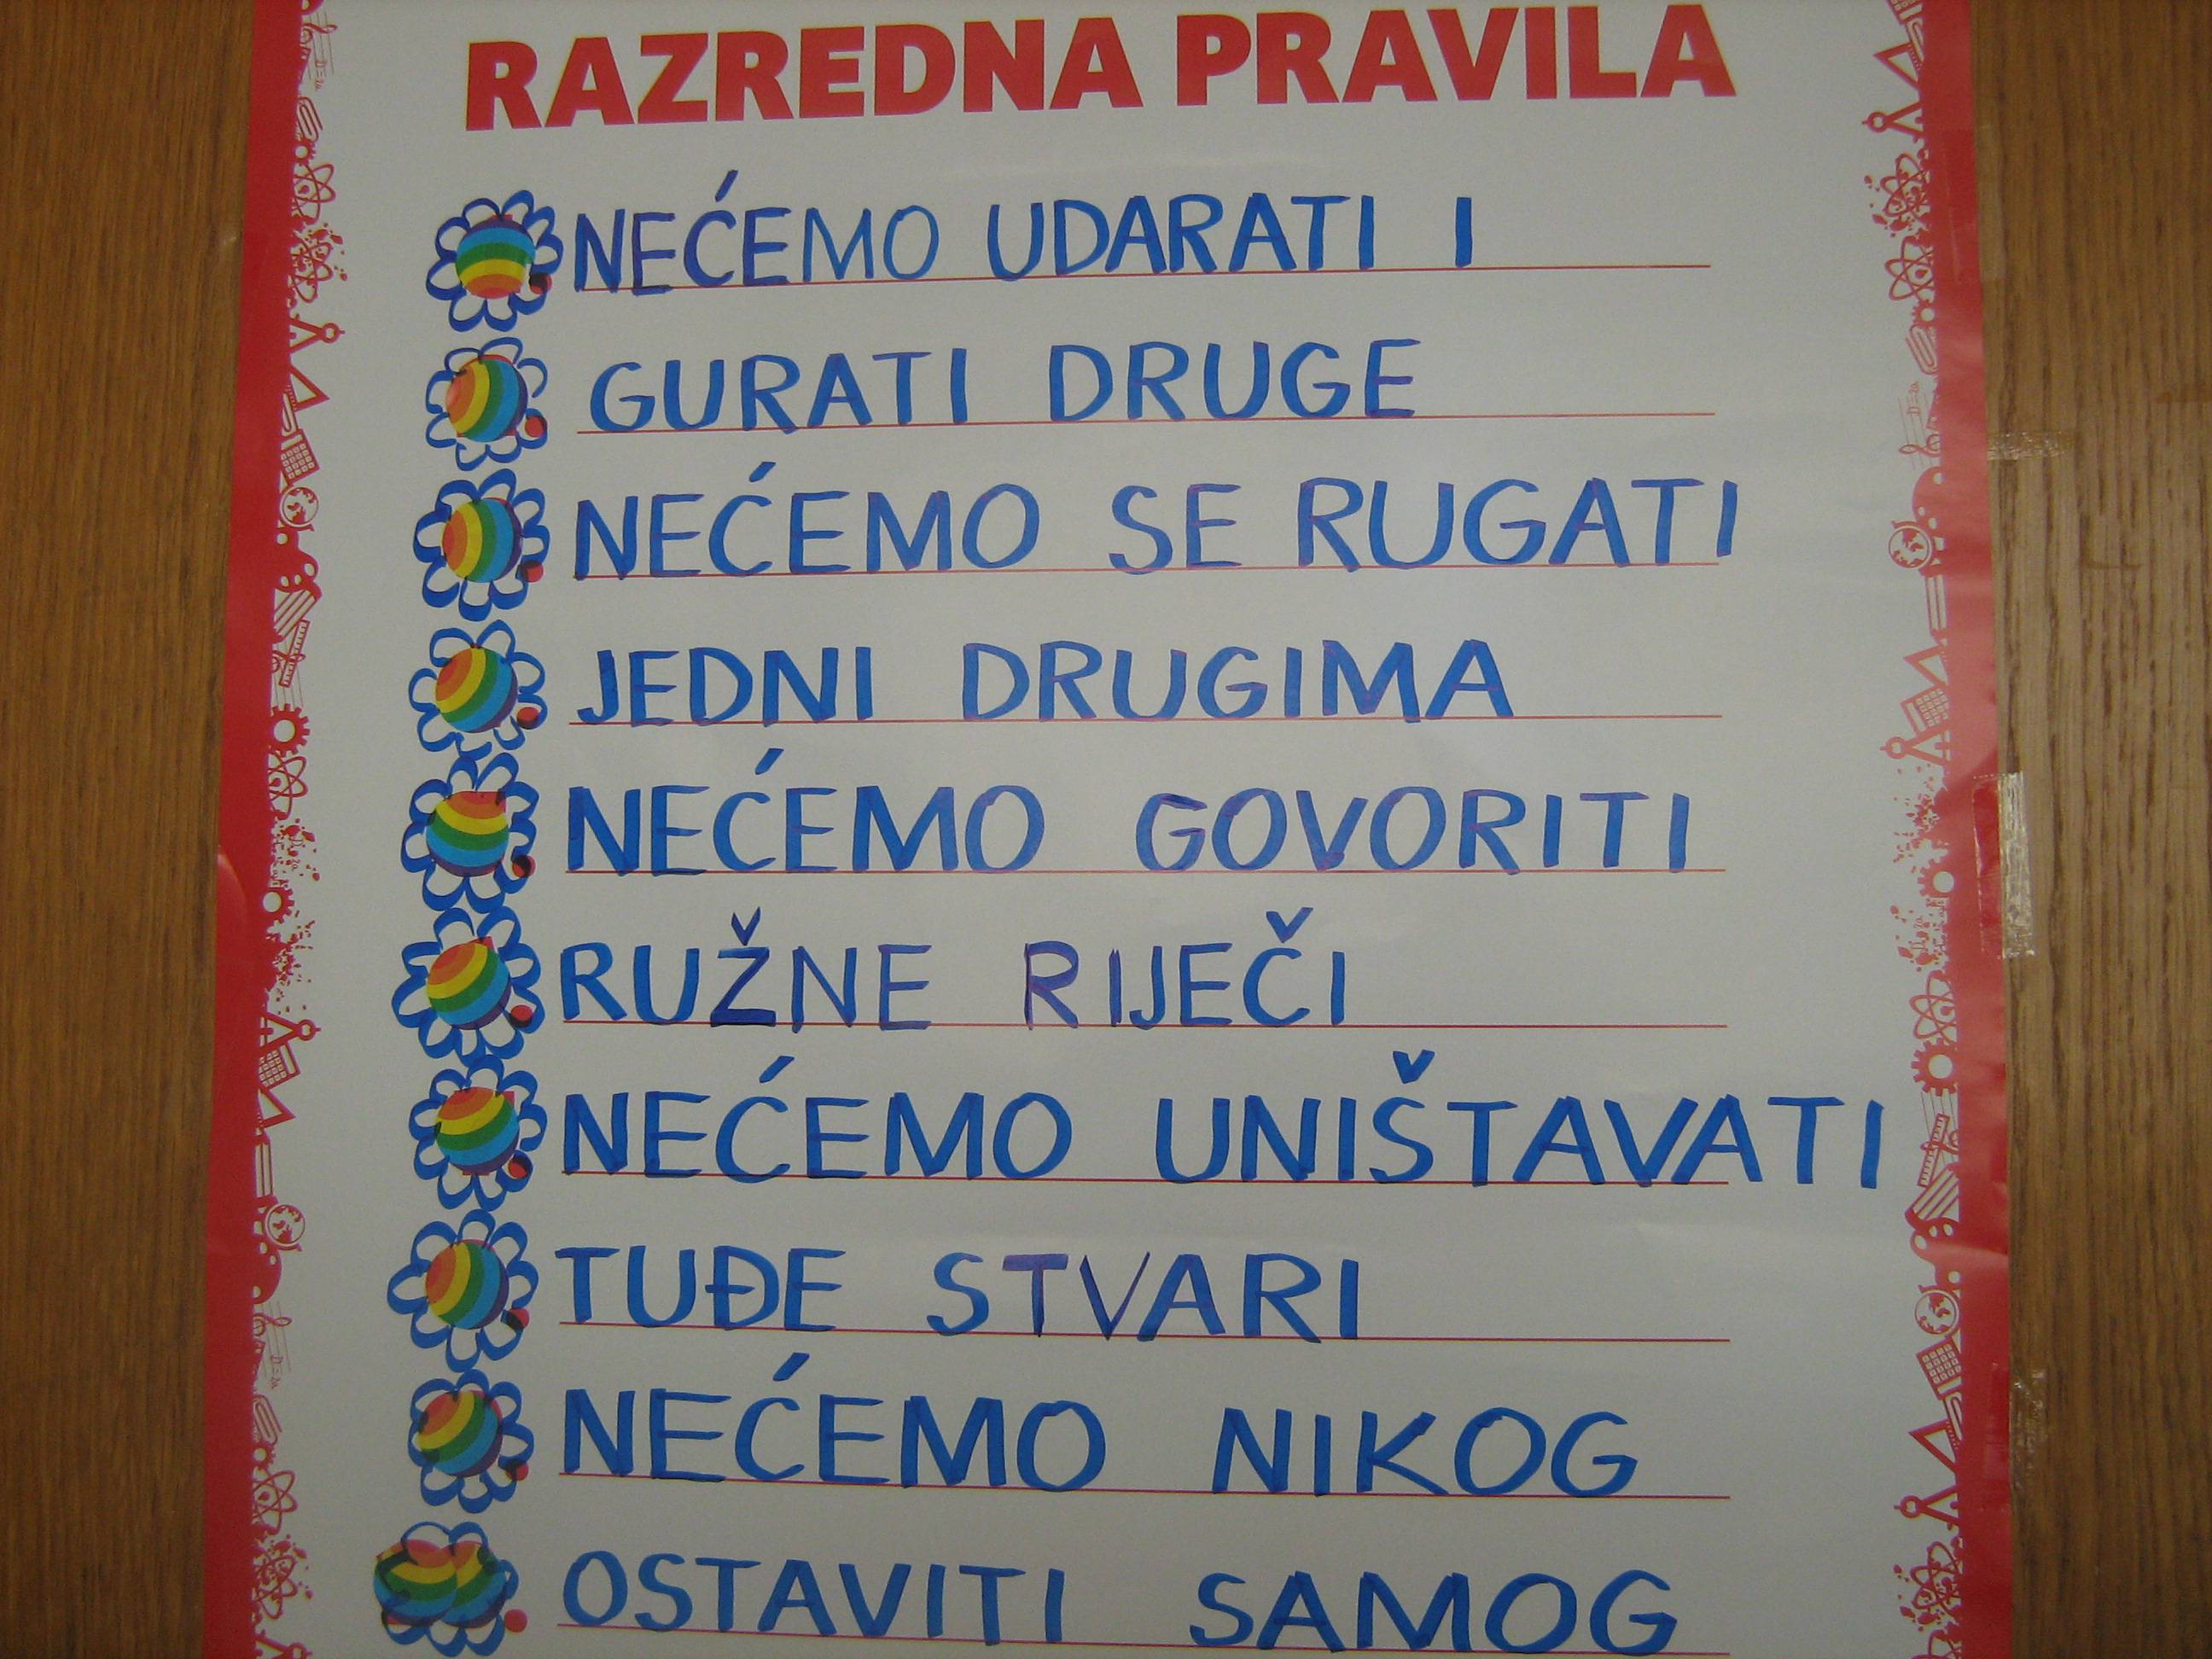 RAZREDNA PRAVILA
NEĆEMO UDARATI I
GURATI DRUGE
NEĆEMO SE RUGATI
JEDNI DRUGIMA
NEĆEMO GOVORITI
RUŽNE RIJEČI
NEĆEMO UNIŠTAVATI
TUĐE STVARI
NEĆEMO NIKOG
OSTAVITI SAMOG